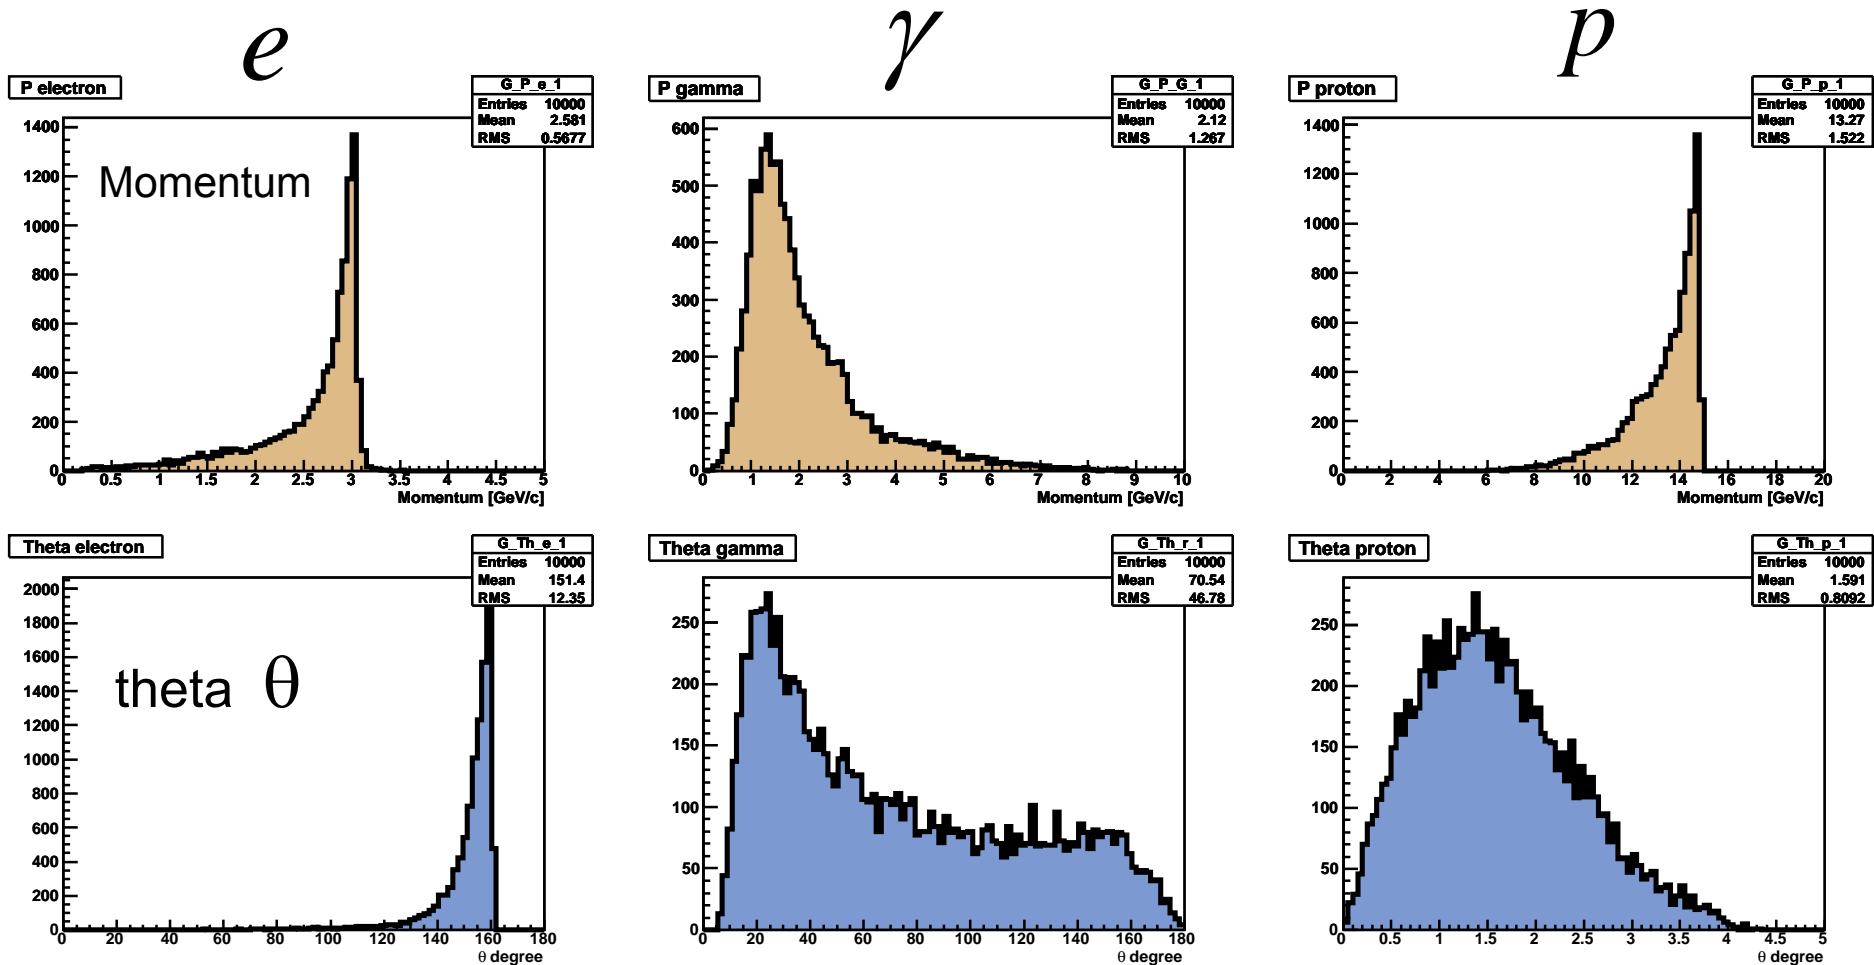 e γ p
P electron
G_P_e_1
Entries 10000
Mean 2.581
RMS 0.5677
1400
1200
1000
800
600
400
200
0
Momentum
0 0.5 1 1.5 2 2.5 3 3.5 4 4.5 5
Momentum [GeV/c]
P gamma
G_P_G_1
Entries 10000
Mean 2.12
RMS 1.267
600
500
400
300
200
100
0
0 1 2 3 4 5 6 7 8 9 10
Momentum [GeV/c]
P proton
G_P_p_1
Entries 10000
Mean 13.27
RMS 1.522
1400
1200
1000
800
600
400
200
0
0 2 4 6 8 10 12 14 16 18 20
Momentum [GeV/c]
Theta electron
G_Th_e_1
Entries 10000
Mean 151.4
RMS 12.35
2000
1800
1600
1400
1200
1000
800
600
400
200
0
theta θ
0 20 40 60 80 100 120 140 160 180
θ degree
Theta gamma
G_Th_r_1
Entries 10000
Mean 70.54
RMS 46.78
250
200
150
100
50
0
0 20 40 60 80 100 120 140 160 180
θ degree
Theta proton
G_Th_p_1
Entries 10000
Mean 1.591
RMS 0.8092
250
200
150
100
50
0
0 0.5 1 1.5 2 2.5 3 3.5 4 4.5 5
θ degree